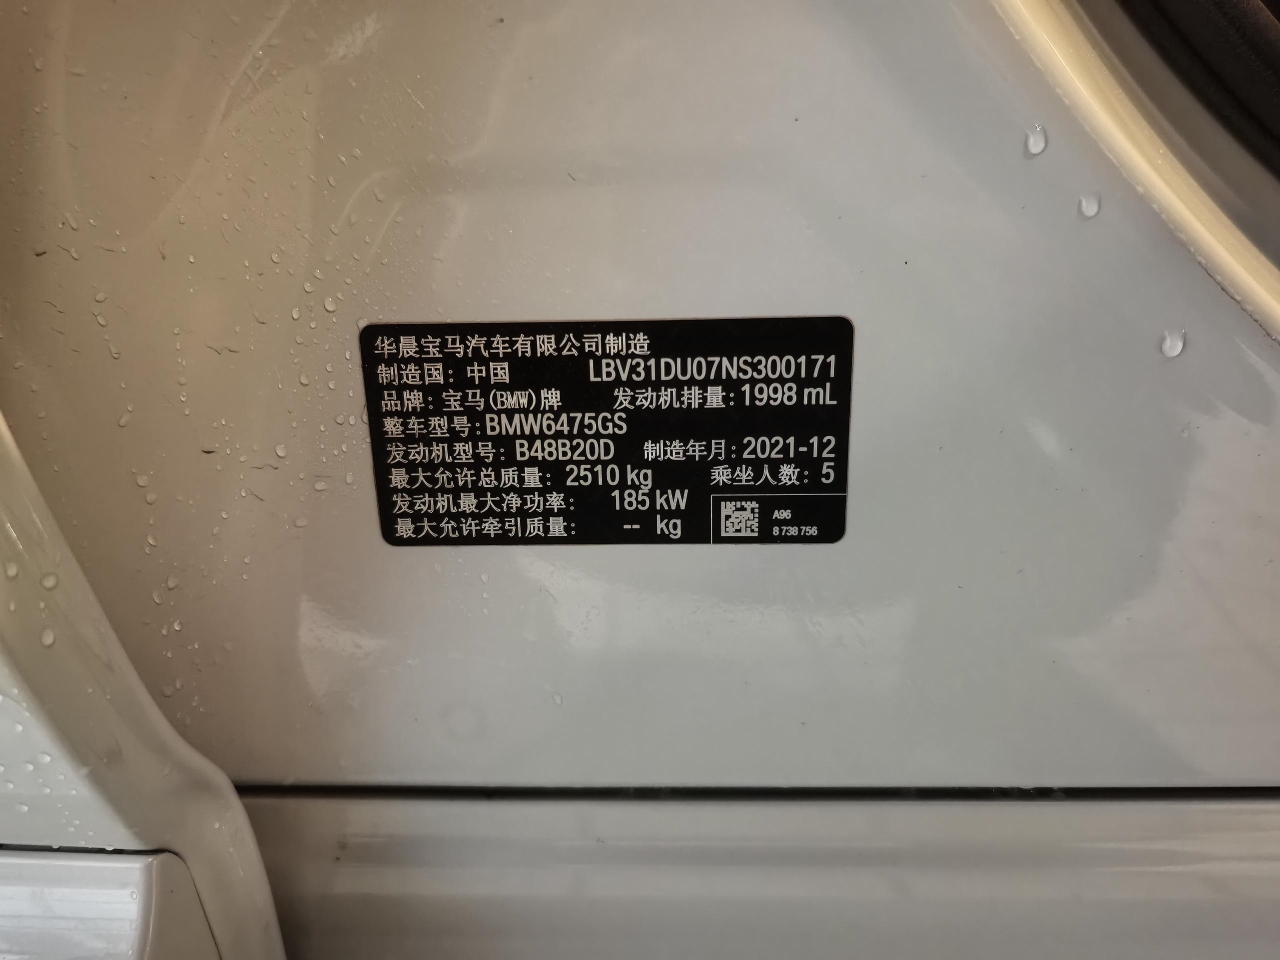 华晨宝马汽车有限公司制造
制造国：中国 LBV31DU07NS300171
品牌：宝马(BMW)牌 发动机排量：1998 mL
整车型号：BMW6475GS
发动机型号：B48B20D 制造年月：2021-12
最大允许总质量：2510 kg 乘坐人数：5
发动机最大净功率：185 kW
最大允许牵引质量：-- kg
A96
8 738 756